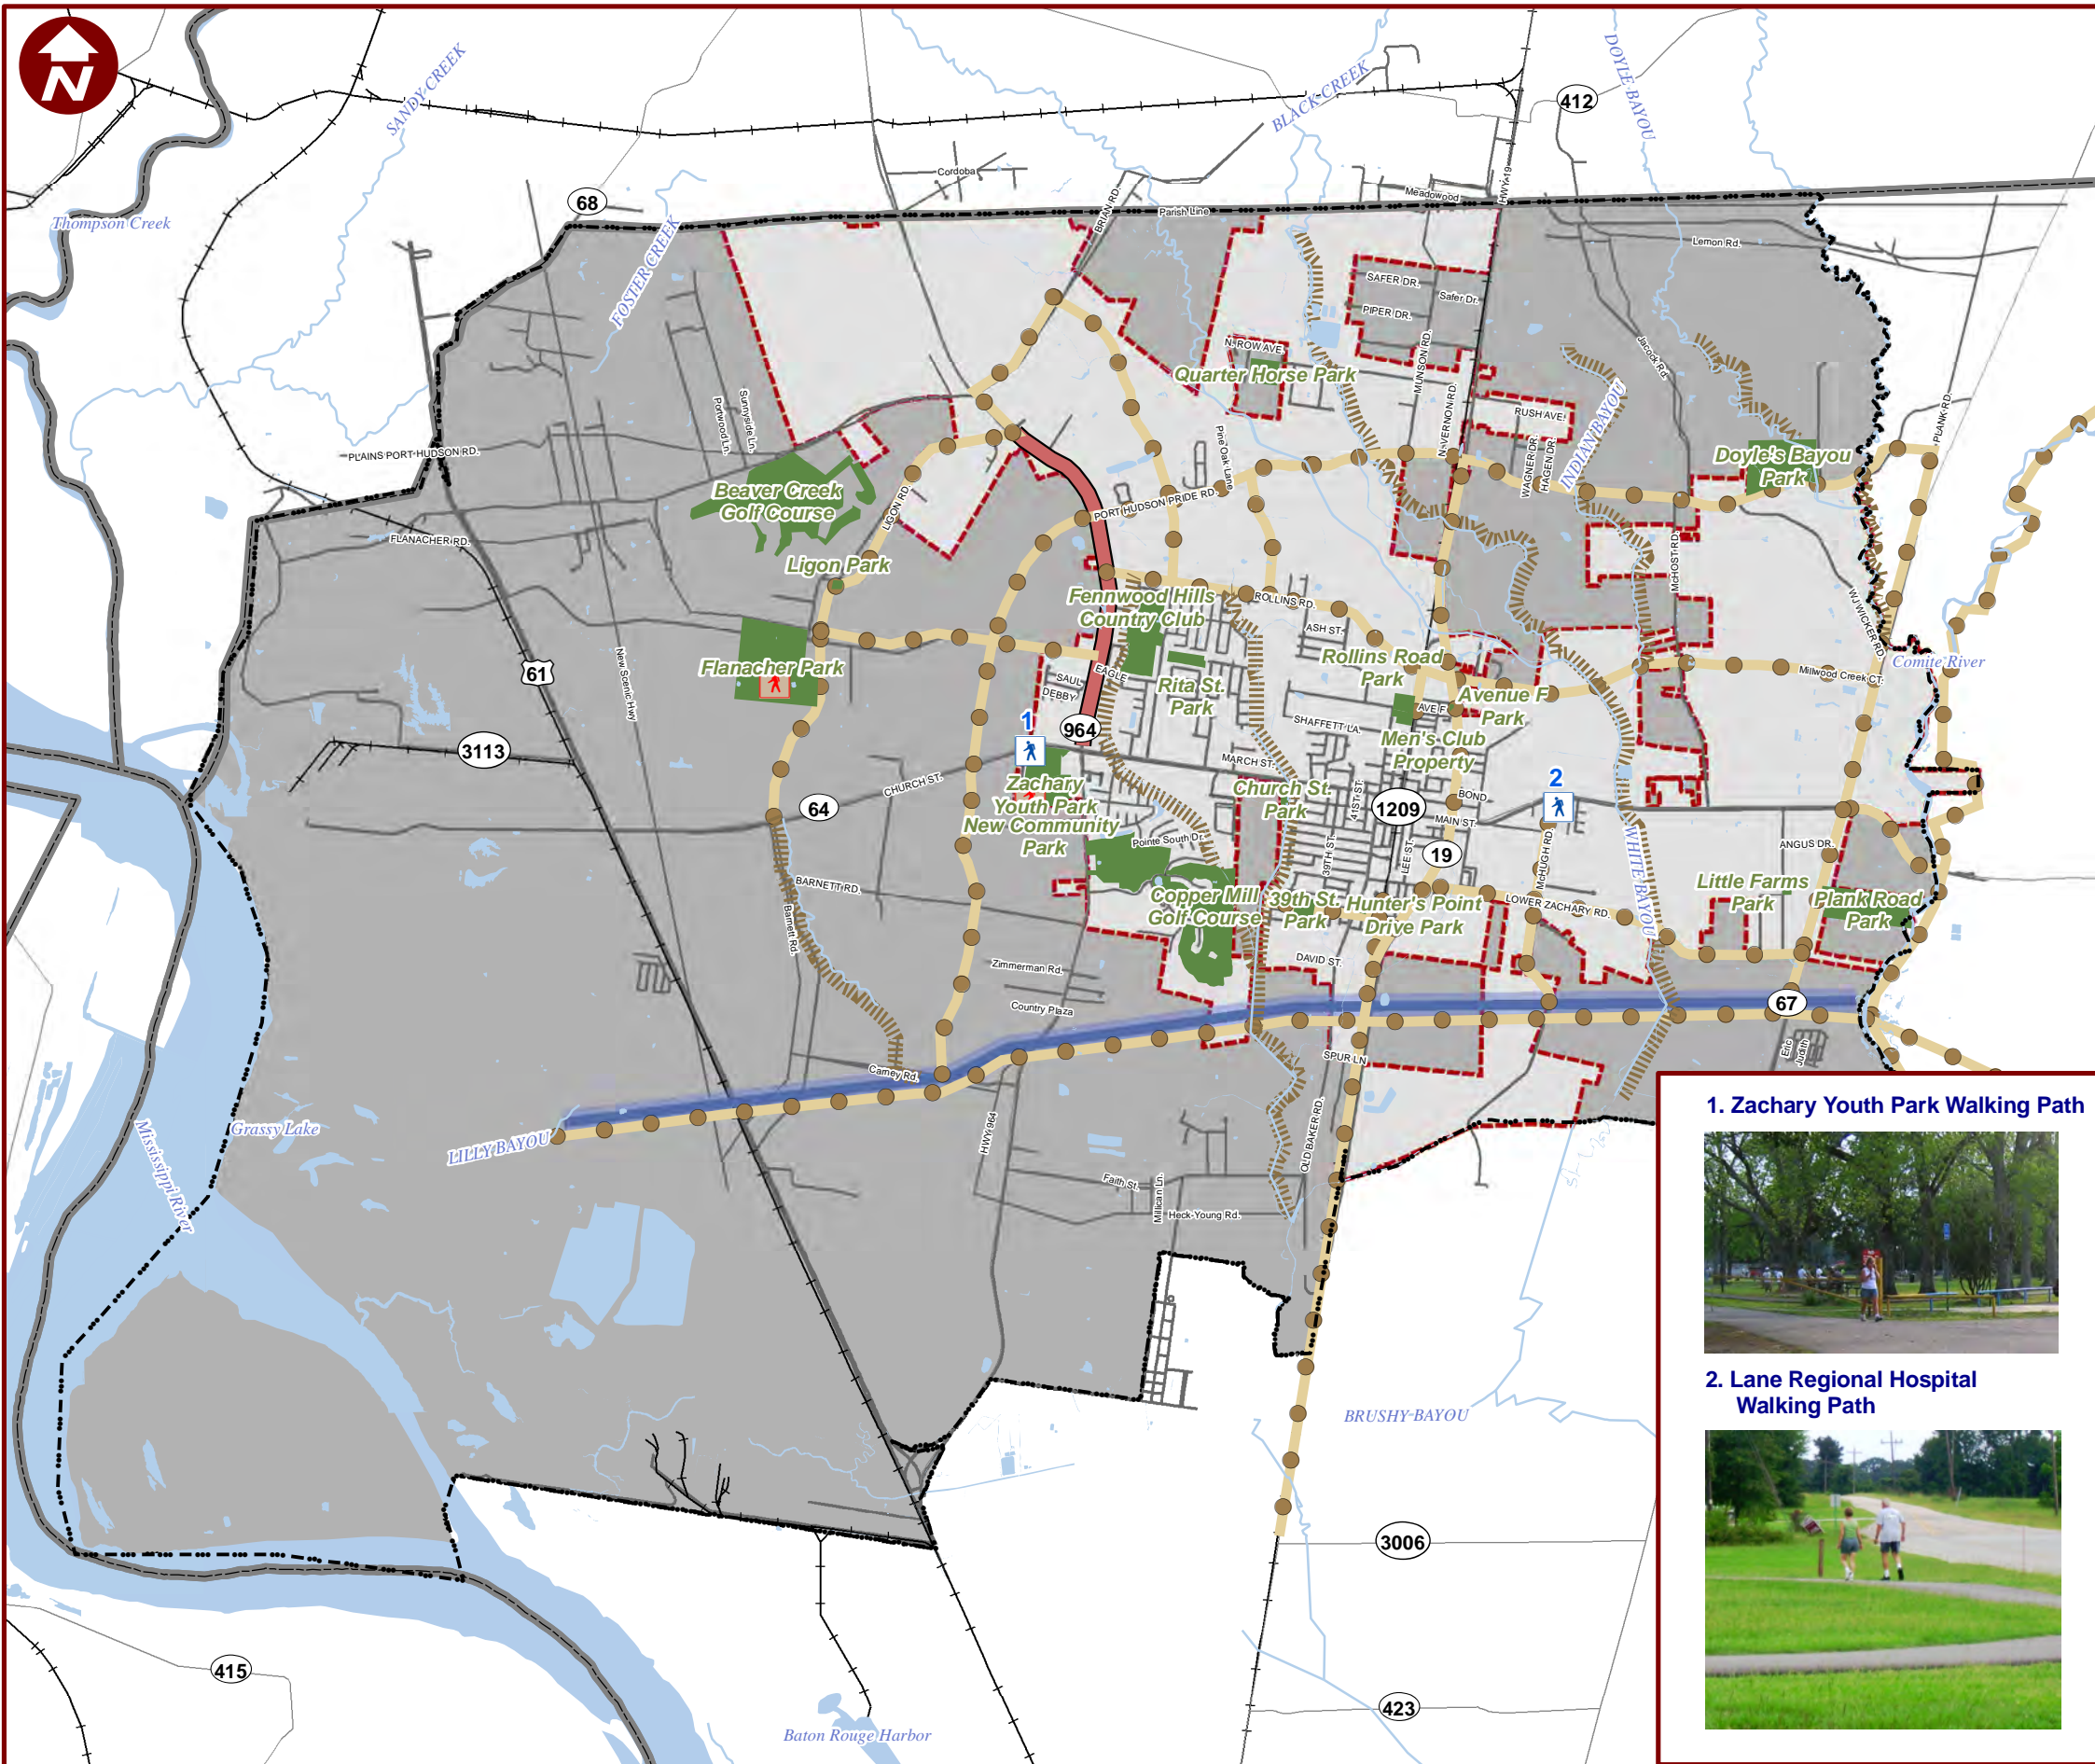 N
SANDY CREEK
BLACK CREEK
DOYLE BAYOU
412
Cordoba
HWY 19
Meadowood
BRIAN RD.
68
Parish Line
Thompson Creek
FOSTER CREEK
Lemon Rd.
SAFER DR.
Safer Dr.
PIPER DR.
N. ROW AVE.
Quarter Horse Park
MUNSON RD.
Jacock Rd.
N. VERNON RD.
RUSH AVE.
INDIAN BAYOU
PLANK RD.
Portwood Ln.
Sunnyside Ln.
PLAINS PORT HUDSON RD.
Pine Oak Lane
WAGNER DR.
HAGEN DR.
Doyle's Bayou
Park
Beaver Creek
Golf Course
LIGON RD.
PORT HUDSON PRIDE RD.
FLANACHER RD.
McHOST RD.
Ligon Park
Fennwood Hills
Country Club
ROLLINS RD.
ASH ST.
WJ WICKER RD.
61
New Scenic Hwy
Flanacher Park
EAGLE
SAUL
DEBBY
Rita St.
Park
Rollins Road
Park
Avenue F
Park
AVE F
Millwood Creek CT.
Comite River
1
964
SHAFFETT LA.
Men's Club
Property
3113
CHURCH ST.
MARCH ST.
2
Zachary
Youth Park
New Community
Park
Church St.
Park
41ST ST.
1209
BOND
MAIN ST.
64
Pointe South Dr.
39TH ST.
LEE ST.
19
McHUGH RD.
WHITE BAYOU
ANGUS DR.
BARNETT RD.
Barnett Rd.
Copper Mill
Golf Course
39th St.
Park
Hunter's Point
Drive Park
LOWER ZACHARY RD.
Little Farms
Park
Plank Road
Park
Zimmerman Rd.
DAVID ST.
Country Plaza
67
SPUR LN
Eric
Judith
Carney Rd.
LILLY BAYOU
Grassy Lake
Mississippi River
HWY 964
OLD BAKER RD.
Faith St.
Millican Ln.
Heck-Young Rd.
BRUSHY BAYOU
3006
415
423
Baton Rouge Harbor
1. Zachary Youth Park Walking Path
2. Lane Regional Hospital
Walking Path